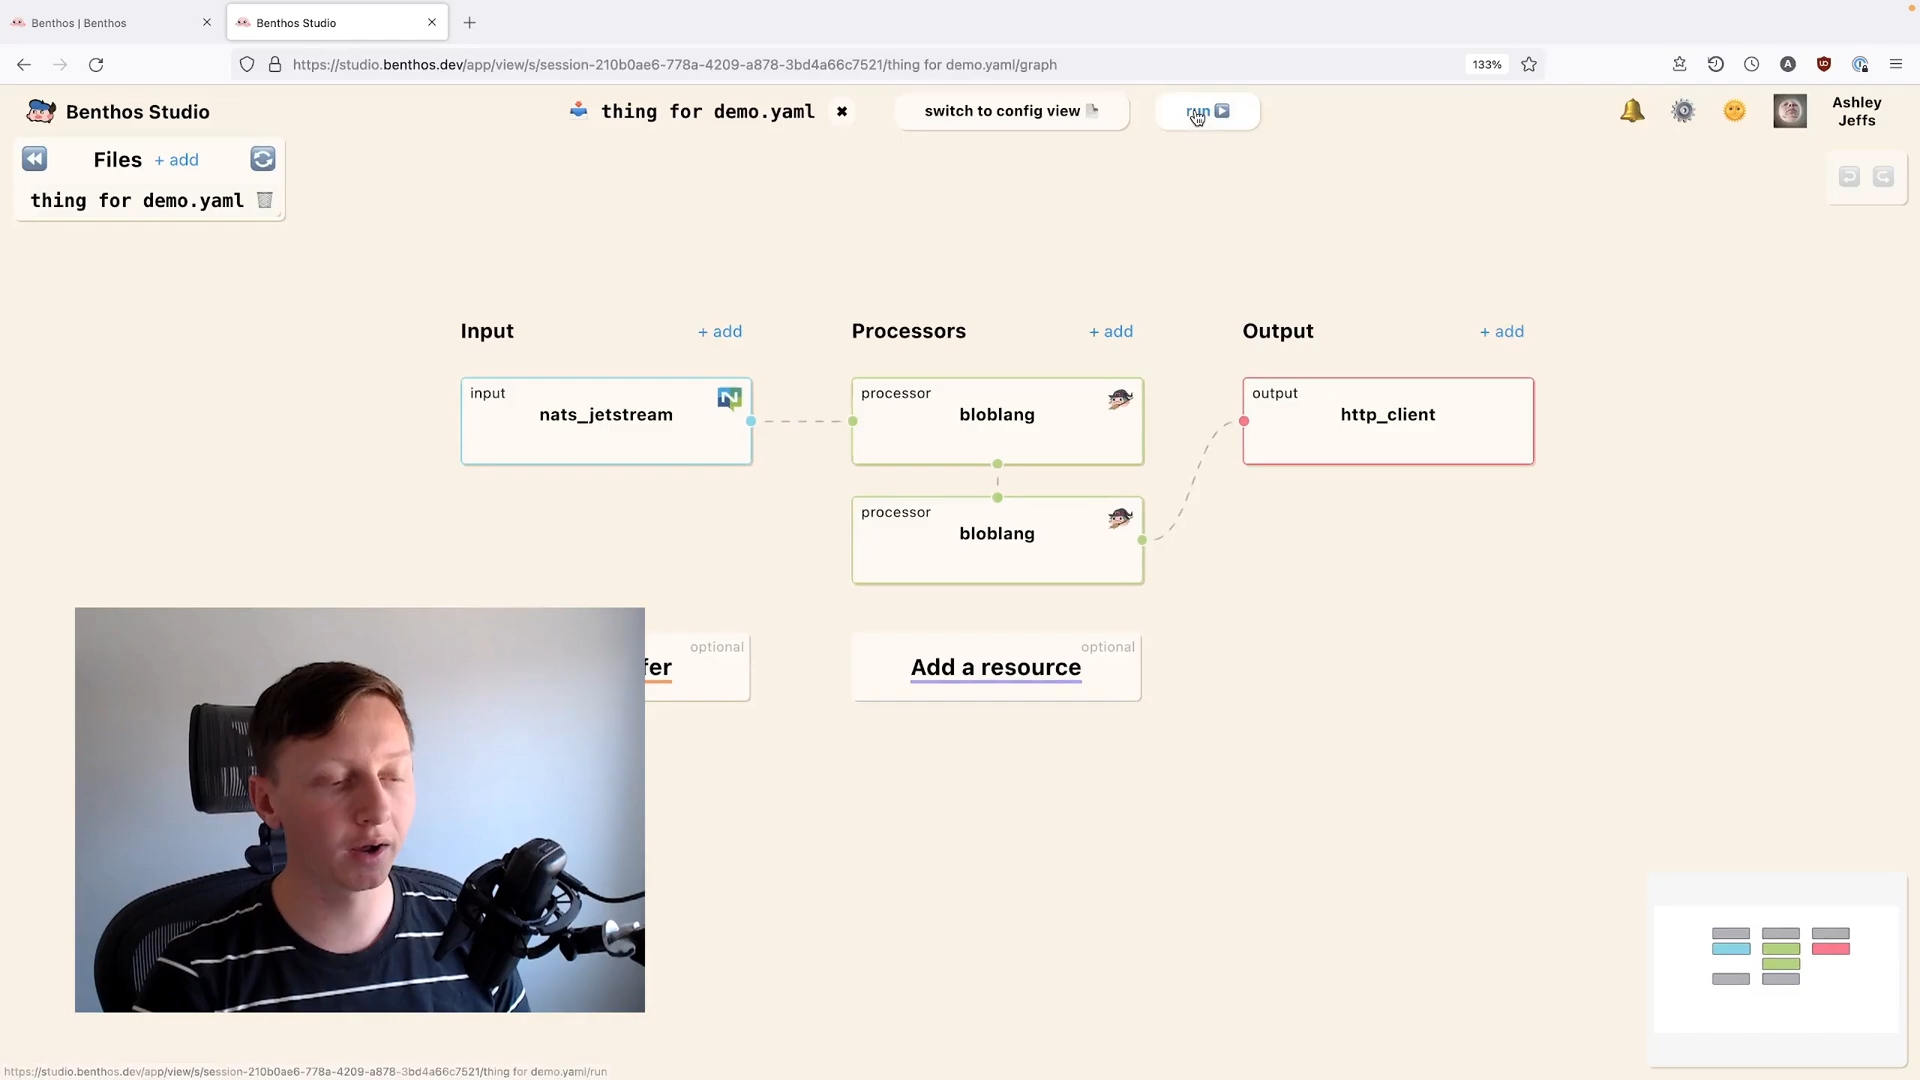 Benthos | Benthos
Benthos Studio
https://studio.benthos.dev/app/view/s/session-210b0ae6-778a-4209-a878-3bd4a66c7521/thing for demo.yaml/graph
133%
Benthos Studio
thing for demo.yaml
switch to config view
run
Ashley
Jeffs
Files + add
thing for demo.yaml
Input + add
Processors + add
Output + add
input
nats_jetstream
processor
bloblang
output
http_client
processor
bloblang
optional
fer
optional
Add a resource
https://studio.benthos.dev/app/view/s/session-210b0ae6-778a-4209-a878-3bd4a66c7521/thing for demo.yaml/run